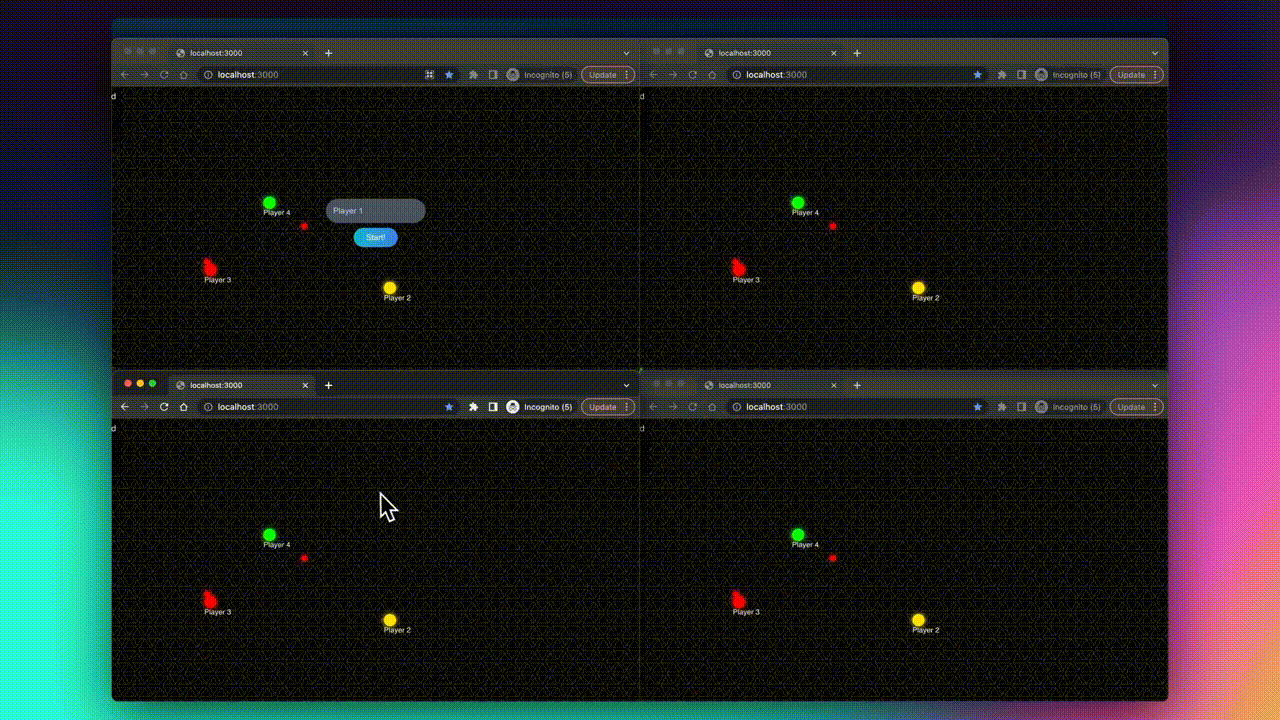 localhost:3000
localhost:3000
Incognito (5)
Update
d
Player 4
Player 1
Start!
Player 3
Player 2
localhost:3000
localhost:3000
Incognito (5)
Update
d
Player 4
Player 3
Player 2
localhost:3000
localhost:3000
Incognito (5)
Update
d
Player 4
Player 3
Player 2
localhost:3000
localhost:3000
Incognito (5)
Update
d
Player 4
Player 3
Player 2